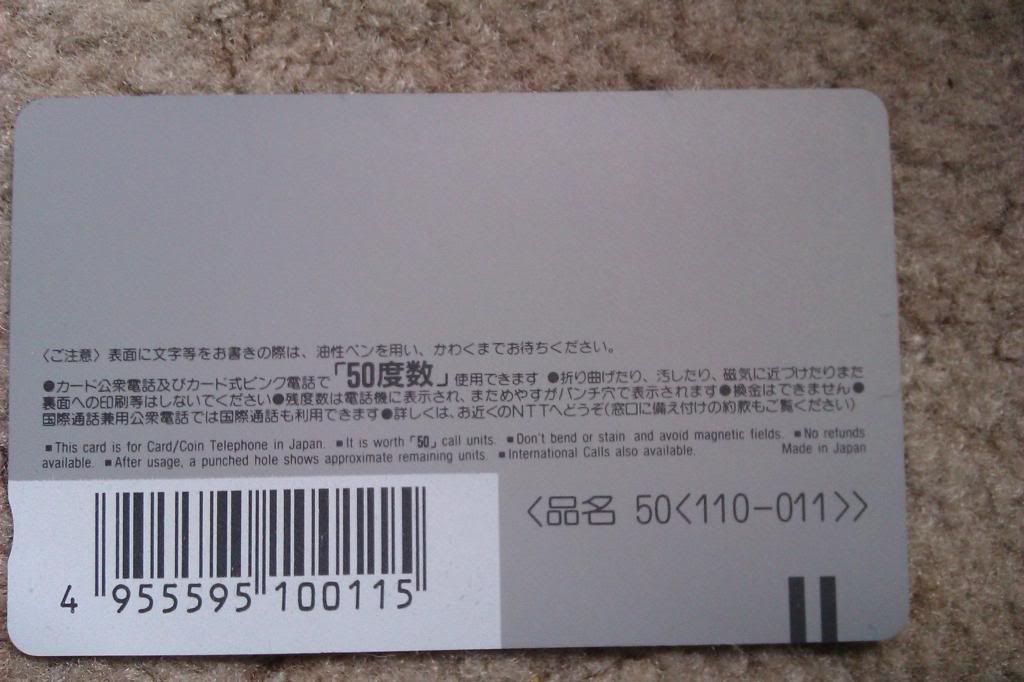 〈ご注意〉表面に文字等をお書きの際は、油性ペンを用い、かわくまでお待ちください。
●カード公衆電話及びカード式ピンク電話で「50度数」使用できます ●折り曲げたり、汚したり、磁気に近づけたりまた
裏面への印刷等はしないでください●残度数は電話機に表示され、まためやすがパンチ穴で表示されます●換金はできません●
国際通話兼用公衆電話では国際通話も利用できます●詳しくは、お近くのNTTへどうぞ(窓口に備え付けの約款もご覧ください)
■This card is for Card/Coin Telephone in Japan. ■It is worth「50」call units. ■Don't bend or stain and avoid magnetic fields. ■No refunds
available. ■After usage, a punched hole shows approximate remaining units. ■International Calls also available. Made in Japan
<品名 50<110-011>>
4 955595 100115